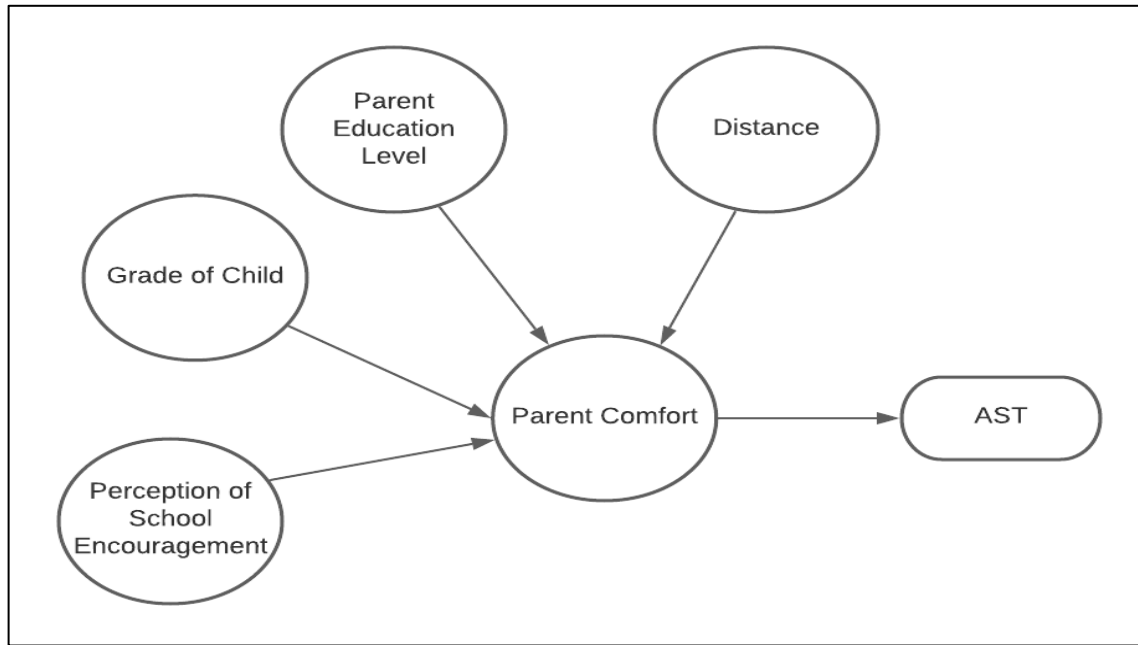 Parent
Education
Level
Distance
Grade of Child
Parent Comfort
AST
Perception of
School
Encouragement